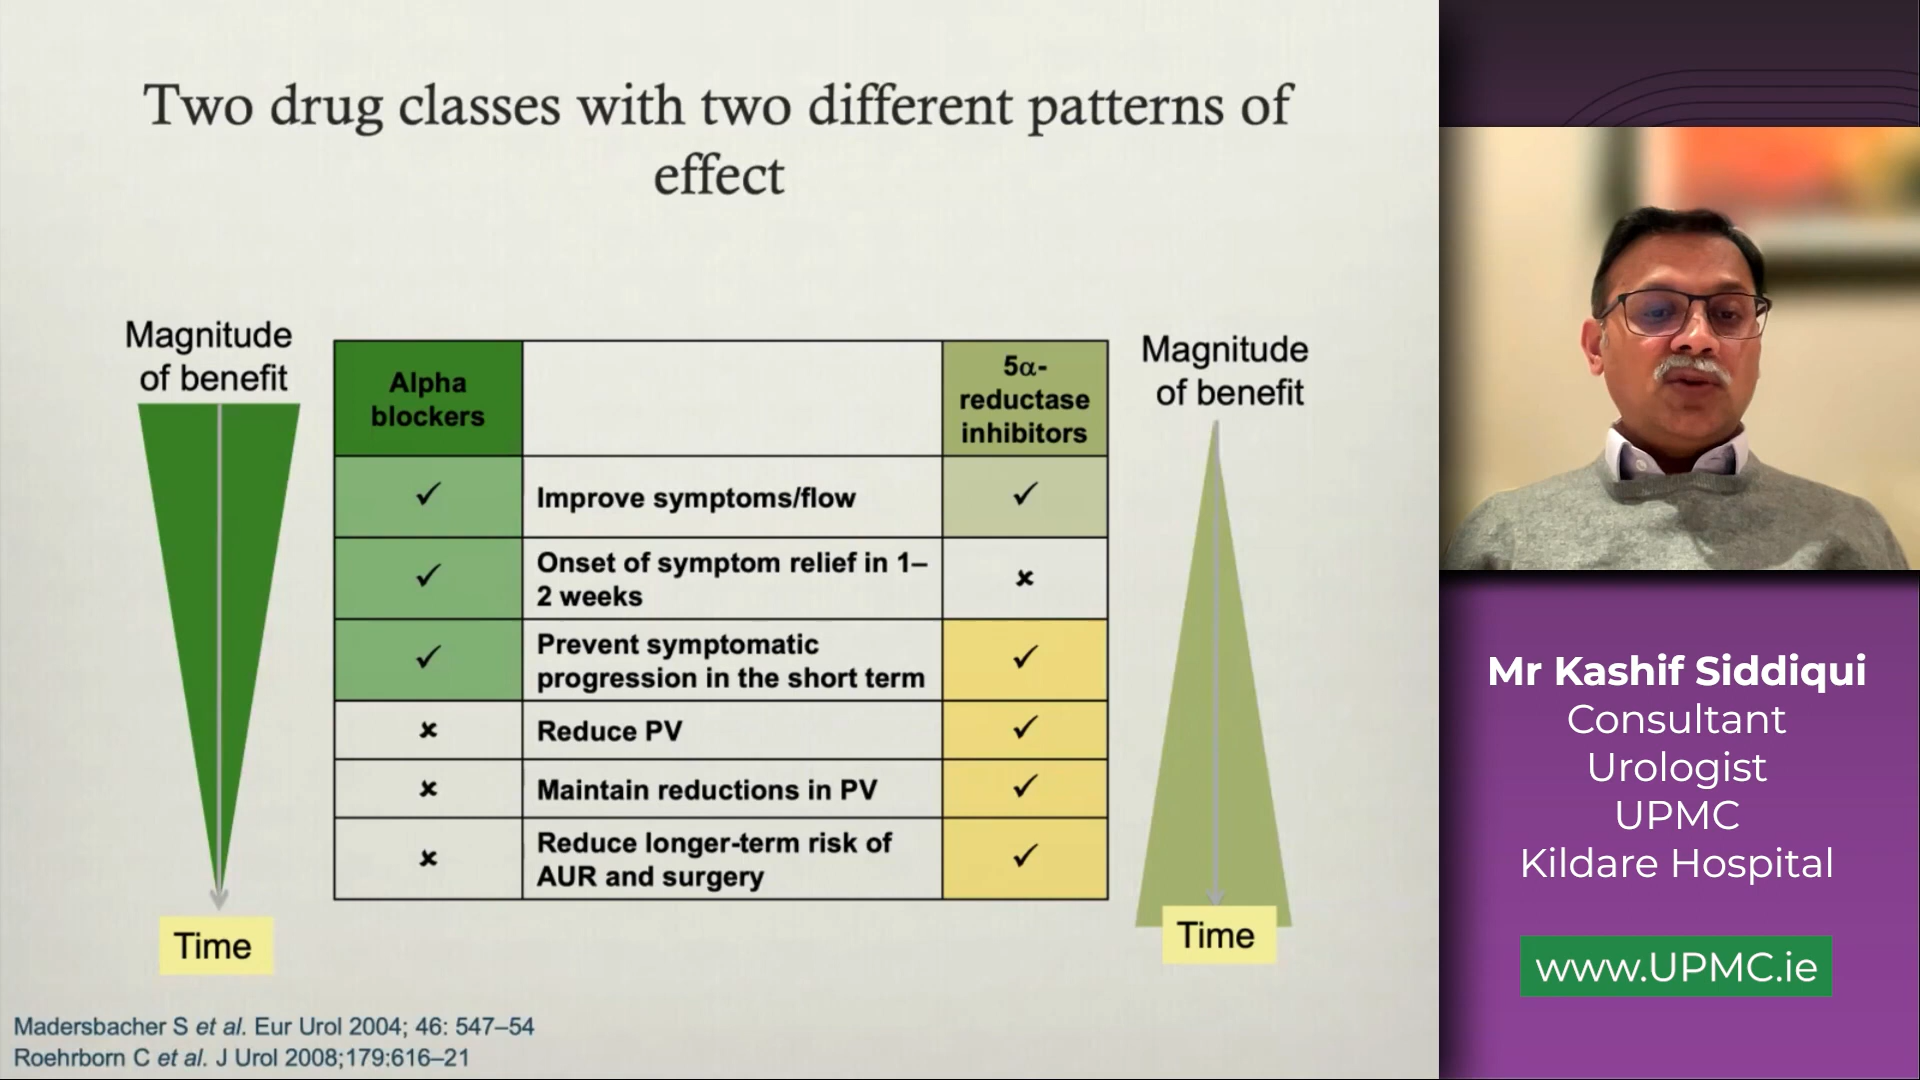 Two drug classes with two different patterns of
effect
Magnitude
of benefit
Time
Alpha
blockers
5α-
reductase
inhibitors
✓ Improve symptoms/flow ✓
✓ Onset of symptom relief in 1–
2 weeks ×
✓ Prevent symptomatic
progression in the short term ✓
× Reduce PV ✓
× Maintain reductions in PV ✓
× Reduce longer-term risk of
AUR and surgery ✓
Magnitude
of benefit
Time
Madersbacher S et al. Eur Urol 2004; 46: 547–54
Roehrborn C et al. J Urol 2008;179:616–21
Mr Kashif Siddiqui
Consultant
Urologist
UPMC
Kildare Hospital
www.UPMC.ie